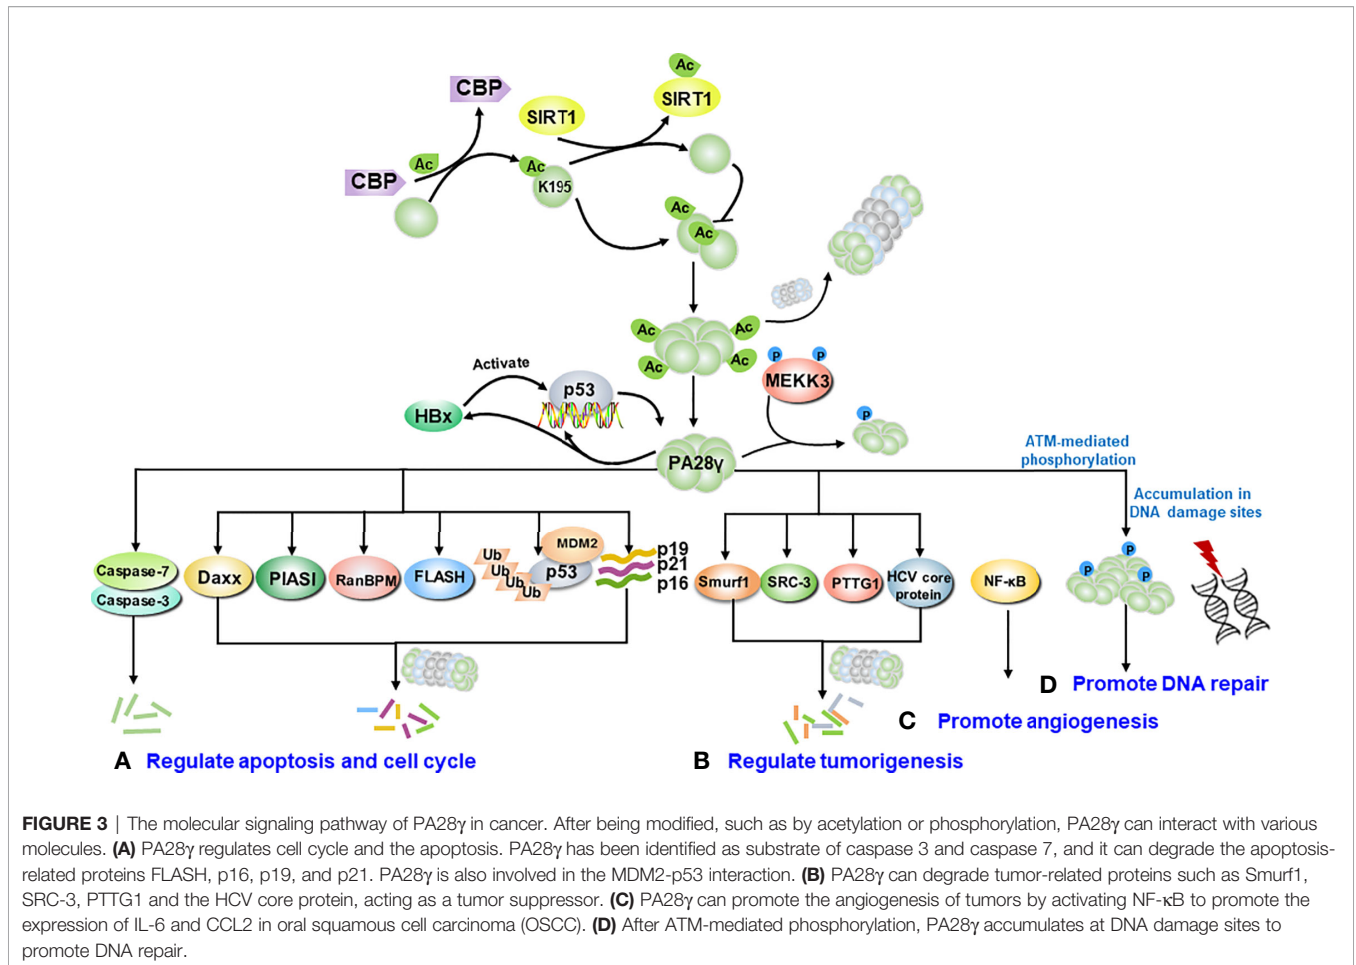 Ac
CBP
SIRT1
SIRT1
Ac
CBP
Ac
K195
Ac
Ac
Ac
Ac
Ac
Ac
P
P
MEKK3
Activate
p53
HBx
P
PA28γ
ATM-mediated
phosphorylation
Accumulation in
DNA damage sites
Caspase-7
Caspase-3
Daxx
PIASI
RanBPM
FLASH
Ub
Ub
Ub
Ub
MDM2
p53
p19
p21
p16
Smurf1
SRC-3
PTTG1
HCV core
protein
NF-κB
P
P
P
D Promote DNA repair
C Promote angiogenesis
A Regulate apoptosis and cell cycle
B Regulate tumorigenesis
FIGURE 3 | The molecular signaling pathway of PA28γ in cancer. After being modified, such as by acetylation or phosphorylation, PA28γ can interact with various
molecules. (A) PA28γ regulates cell cycle and the apoptosis. PA28γ has been identified as substrate of caspase 3 and caspase 7, and it can degrade the apoptosis-
related proteins FLASH, p16, p19, and p21. PA28γ is also involved in the MDM2-p53 interaction. (B) PA28γ can degrade tumor-related proteins such as Smurf1,
SRC-3, PTTG1 and the HCV core protein, acting as a tumor suppressor. (C) PA28γ can promote the angiogenesis of tumors by activating NF-κB to promote the
expression of IL-6 and CCL2 in oral squamous cell carcinoma (OSCC). (D) After ATM-mediated phosphorylation, PA28γ accumulates at DNA damage sites to
promote DNA repair.